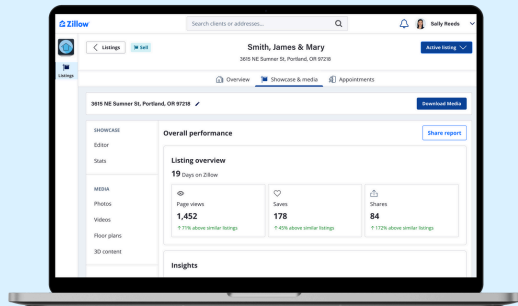 Zillow
Search clients or addresses...
Sally Reeds
Listings
Sell
Smith, James & Mary
3615 NE Sumner St, Portland, OR 97218
Active listing
Listings
Overview
Showcase & media
Appointments
3615 NE Sumner St, Portland, OR 97218
Download Media
SHOWCASE
Editor
Stats
MEDIA
Photos
Videos
Floor plans
3D content
Overall performance
Share report
Listing overview
19 Days on Zillow
Page views
1,452
↑ 71% above similar listings
Saves
178
↑ 45% above similar listings
Shares
84
↑ 172% above similar listings
Insights